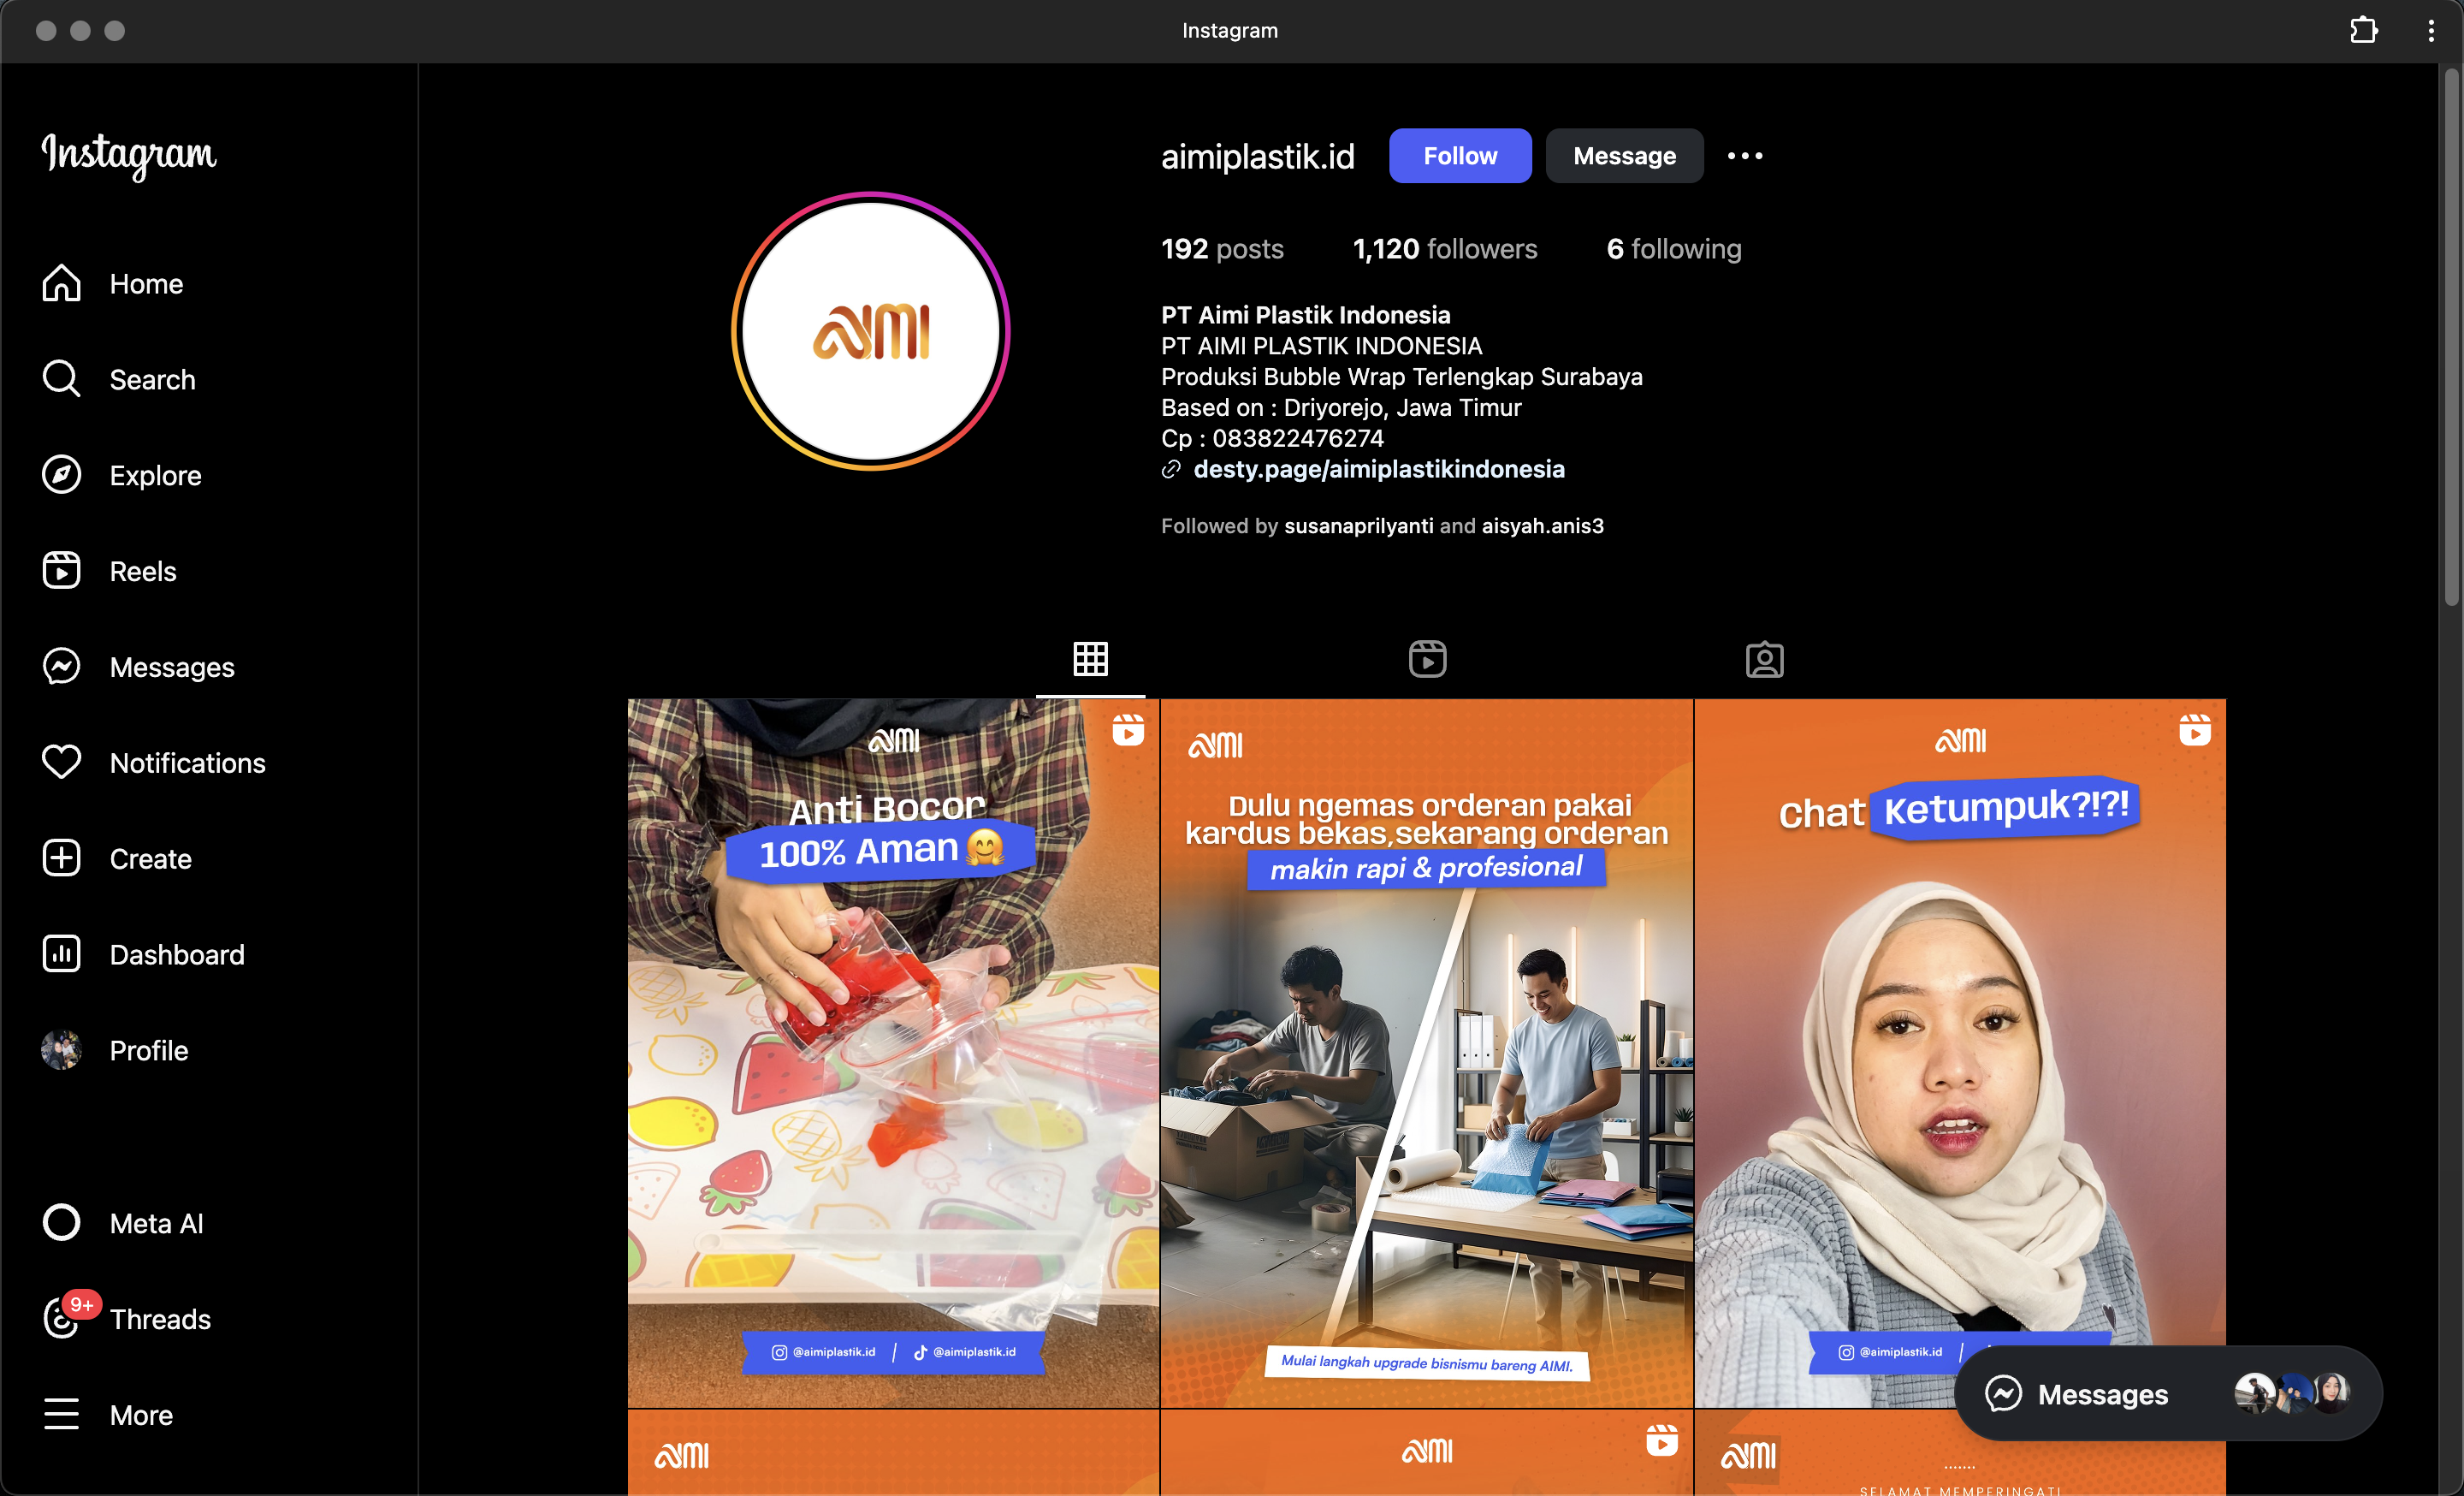 Instagram
Instagram
Home
Search
Explore
Reels
Messages
Notifications
Create
Dashboard
Profile
Meta AI
9+
Threads
More
aimiplastik.id
Follow
Message
192 posts
1,120 followers
6 following
PT Aimi Plastik Indonesia
PT AIMI PLASTIK INDONESIA
Produksi Bubble Wrap Terlengkap Surabaya
Based on : Driyorejo, Jawa Timur
Cp : 083822476274
desty.page/aimiplastikindonesia
Followed by susanaprilyanti and aisyah.anis3
AIMI
AIMI
Anti Bocor
100% Aman 🤗
@aimiplastik.id / @aimiplastik.id
AIMI
Dulu ngemas orderan pakai
kardus bekas,sekarang orderan
makin rapi & profesional
Mulai langkah upgrade bisnismu bareng AIMI.
AIMI
Chat Ketumpuk?!?!
@aimiplastik.id /
Messages
AIMI
AIMI
AIMI
SELAMAT MEMPERINGATI